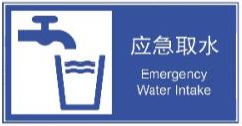 应急取水
Emergency
Water Intake